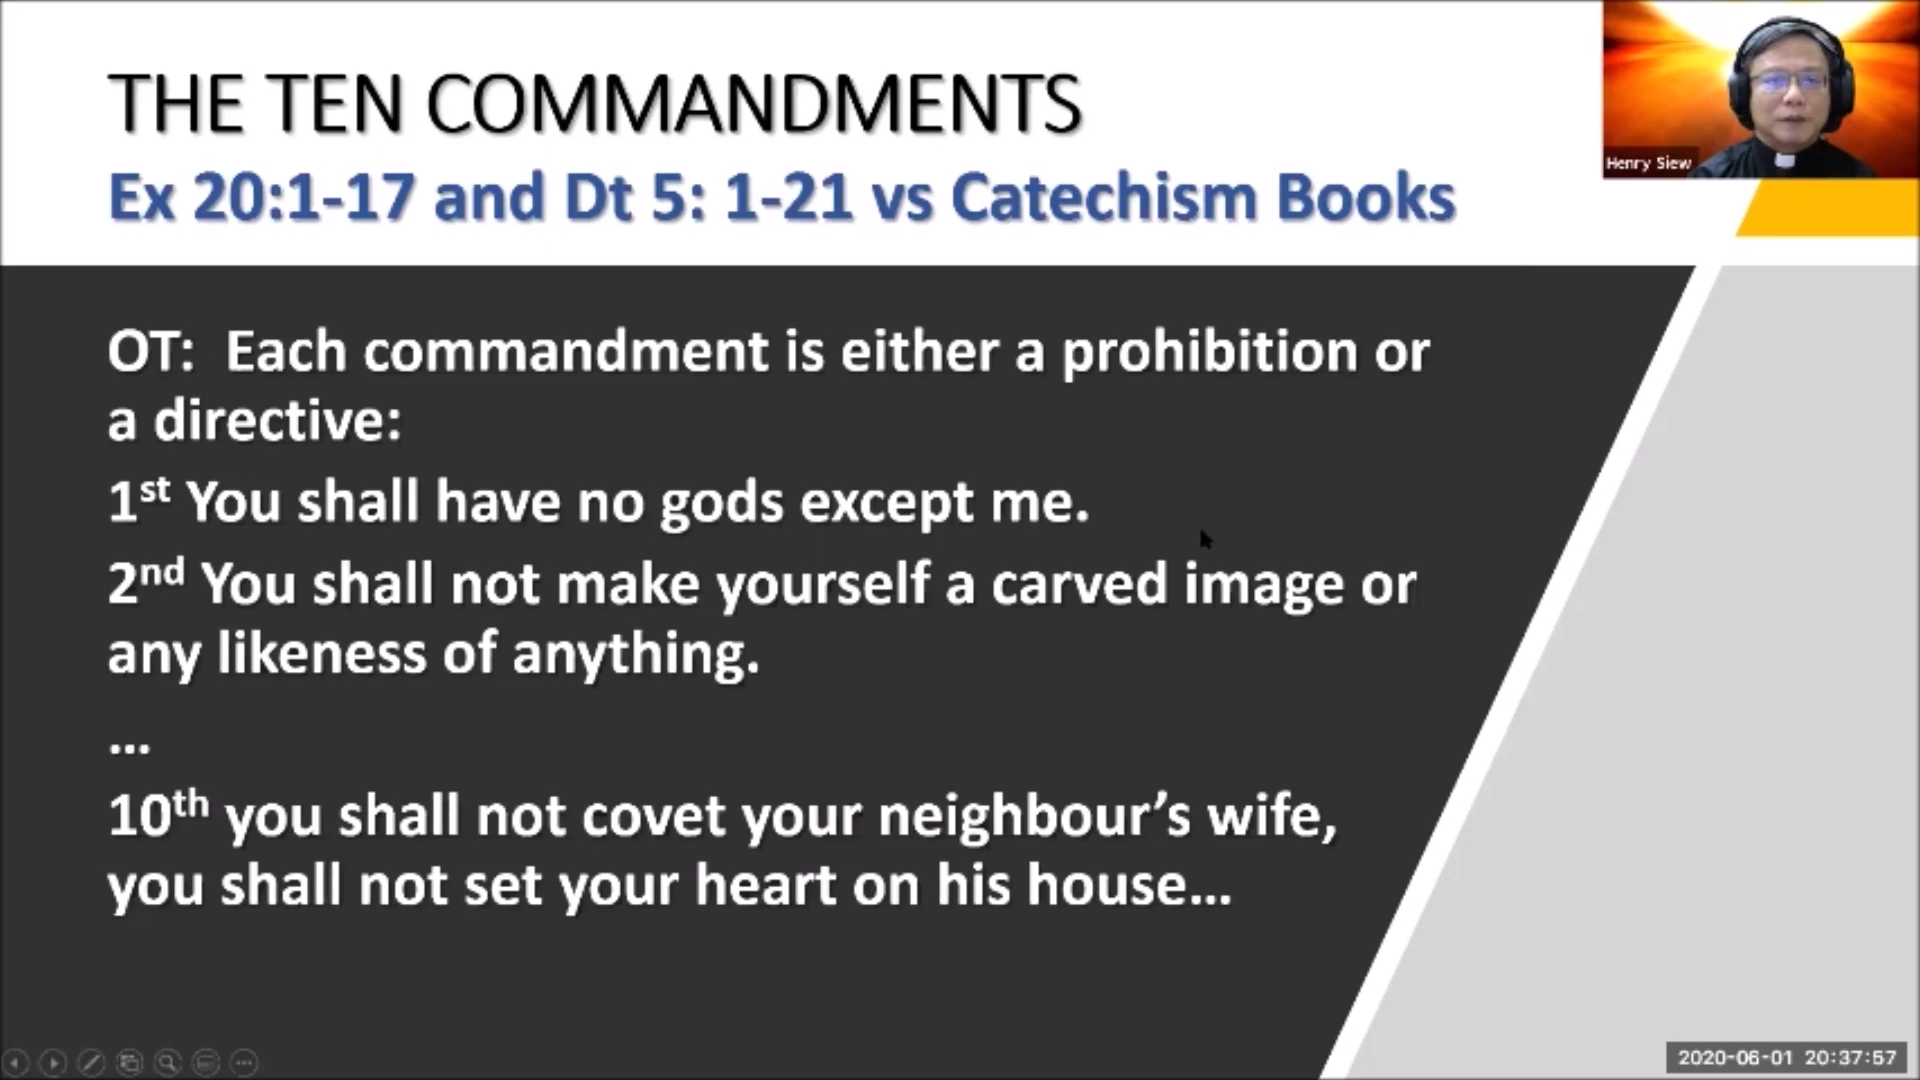 THE TEN COMMANDMENTS
Ex 20:1-17 and Dt 5: 1-21 vs Catechism Books
Henry Siew
OT:  Each commandment is either a prohibition or
a directive:
1st You shall have no gods except me.
2nd You shall not make yourself a carved image or
any likeness of anything.
...
10th you shall not covet your neighbour's wife,
you shall not set your heart on his house...
2020-06-01 20:37:57